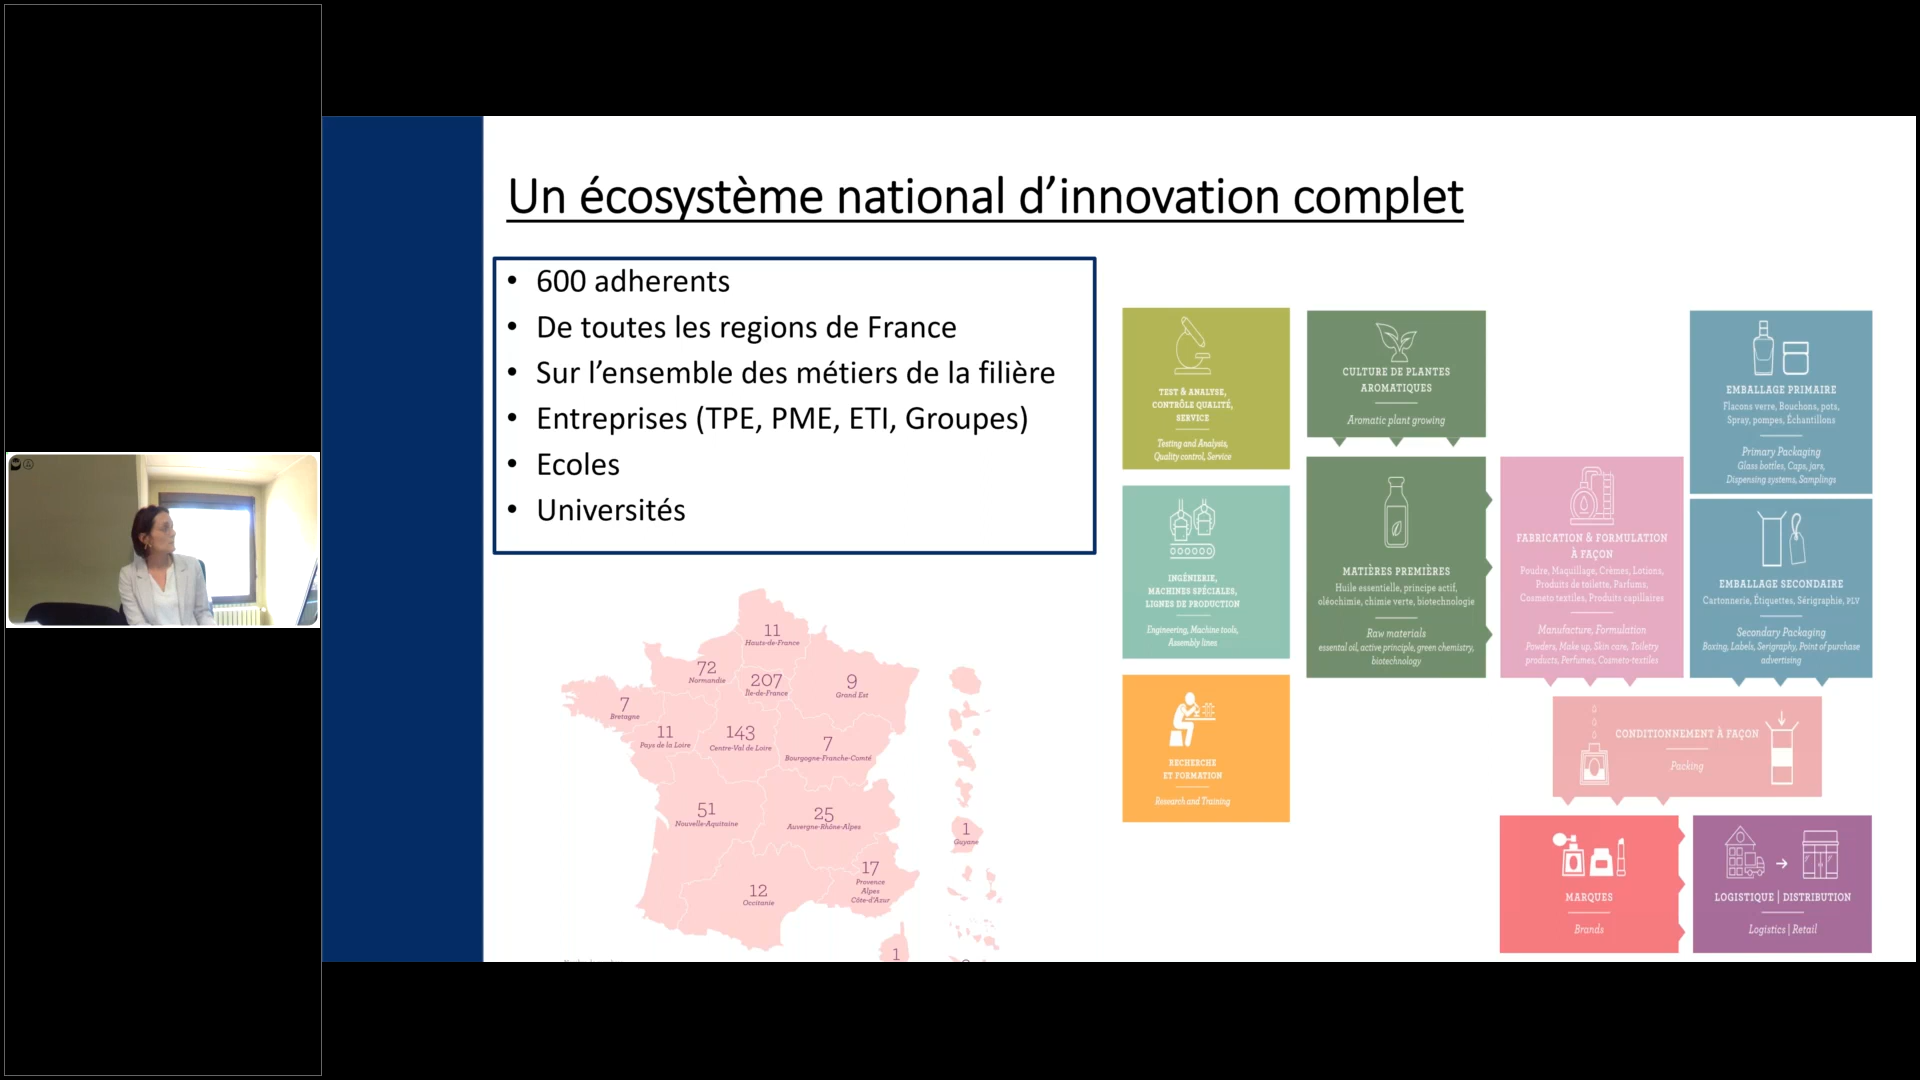 Un écosystème national d’innovation complet
• 600 adherents
• De toutes les regions de France
• Sur l’ensemble des métiers de la filière
• Entreprises (TPE, PME, ETI, Groupes)
• Ecoles
• Universités
11
Hauts-de-France
72
Normandie
207
Île-de-France
9
Grand Est
7
Bretagne
11
Pays de la Loire
143
Centre-Val de Loire
7
Bourgogne-Franche-Comté
51
Nouvelle-Aquitaine
25
Auvergne-Rhône-Alpes
12
Occitanie
17
Provence
Alpes
Côte-d'Azur
1
1
Guyane
TEST & ANALYSE,
CONTRÔLE QUALITÉ,
SERVICE
Testing and Analysis,
Quality control, Service
INGÉNIERIE,
MACHINES SPÉCIALES,
LIGNES DE PRODUCTION
Engineering, Machine tools,
Assembly lines
RECHERCHE
ET FORMATION
Research and Training
CULTURE DE PLANTES
AROMATIQUES
Aromatic plant growing
MATIÈRES PREMIÈRES
Huile essentielle, principe actif,
oléochimie, chimie verte, biotechnologie
Raw materials
essental oil, active principle, green chemistry,
biotechnology
FABRICATION & FORMULATION
À FAÇON
Poudre, Maquillage, Crèmes, Lotions,
Produits de toilette, Parfums,
Cosmeto textiles, Produits capillaires
Manufacture, Formulation
Powders, Make up, Skin care, Toiletry
products, Perfumes, Cosmeto-textiles
EMBALLAGE PRIMAIRE
Flacons verre, Bouchons, pots,
Spray, pompes, Échantillons
Primary Packaging
Glass bottles, Caps, jars,
Dispensing systems, Samplings
EMBALLAGE SECONDAIRE
Cartonnerie, Étiquettes, Sérigraphie, PLV
Secondary Packaging
Boxing, Labels, Serigraphy, Point of purchase
advertising
CONDITIONNEMENT À FAÇON
Packing
MARQUES
Brands
LOGISTIQUE | DISTRIBUTION
Logistics | Retail